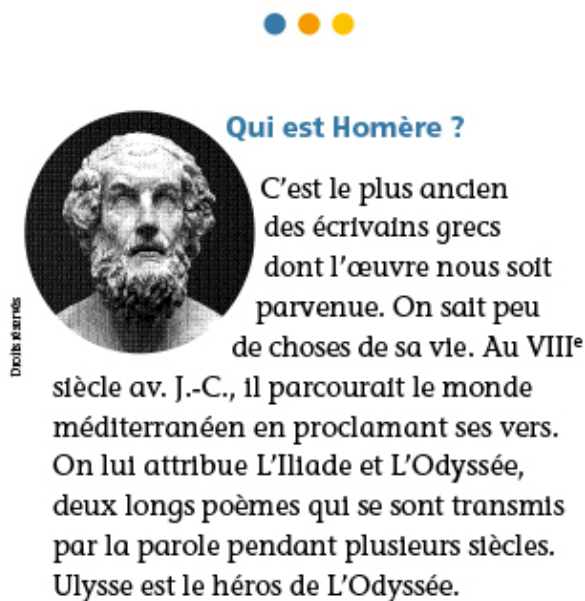 Qui est Homère ?
C'est le plus ancien
des écrivains grecs
dont l'œuvre nous soit
parvenue. On sait peu
de choses de sa vie. Au VIIIᵉ
siècle av. J.-C., il parcourait le monde
méditerranéen en proclamant ses vers.
On lui attribue L'Iliade et L'Odyssée,
deux longs poèmes qui se sont transmis
par la parole pendant plusieurs siècles.
Ulysse est le héros de L'Odyssée.
Droits réservés